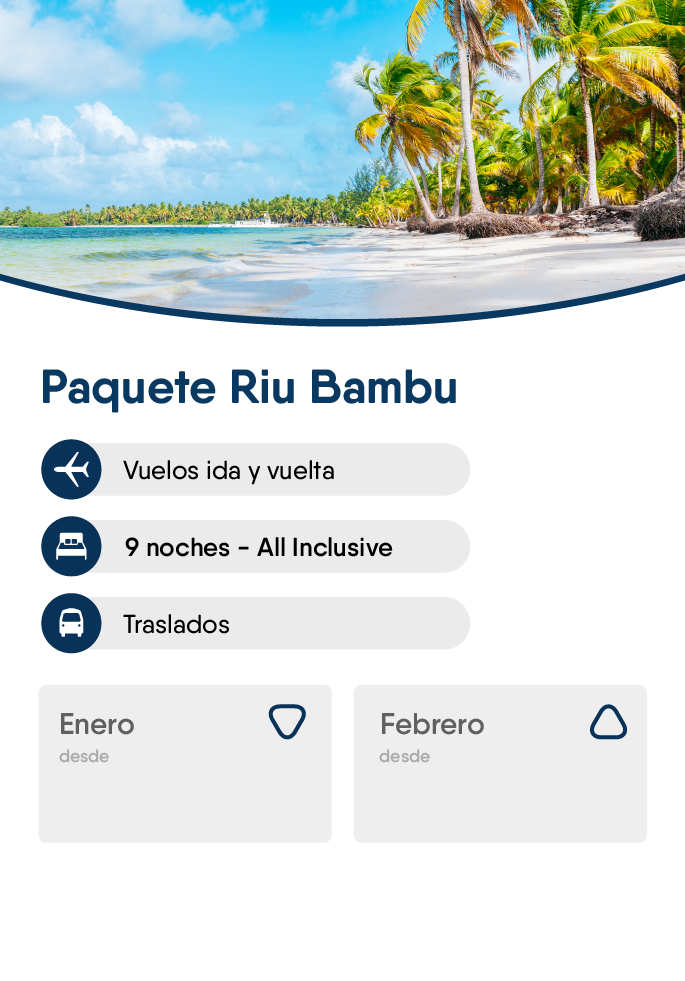 Paquete Riu Bambu
Vuelos ida y vuelta
9 noches - All Inclusive
Traslados
Enero
desde
Febrero
desde